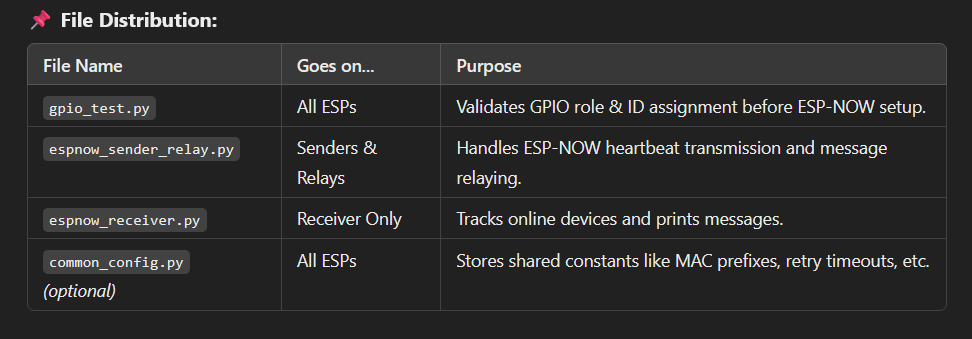 📌 File Distribution:
File Name Goes on... Purpose
gpio_test.py All ESPs Validates GPIO role & ID assignment before ESP-NOW setup.
espnow_sender_relay.py Senders & Handles ESP-NOW heartbeat transmission and message
Relays relaying.
espnow_receiver.py Receiver Only Tracks online devices and prints messages.
common_config.py All ESPs Stores shared constants like MAC prefixes, retry timeouts, etc.
(optional)